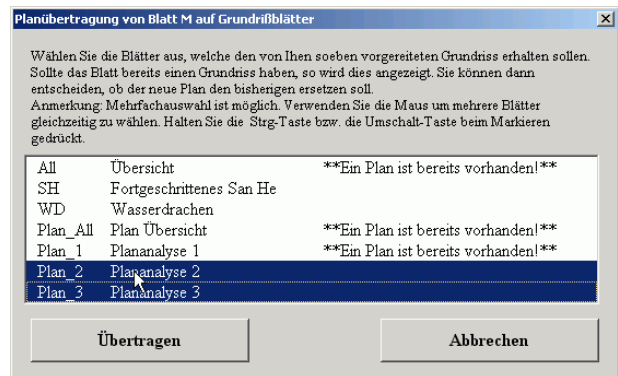 Planübertragung von Blatt M auf Grundrißblätter
Wählen Sie die Blätter aus, welche den von Ihen soeben vorgereiteten Grundriss erhalten sollen.
Sollte das Blatt bereits einen Grundriss haben, so wird dies angezeigt. Sie können dann
entscheiden, ob der neue Plan den bisherigen ersetzen soll.
Anmerkung: Mehrfachauswahl ist möglich. Verwenden Sie die Maus um mehrere Blätter
gleichzeitig zu wählen. Halten Sie die Strg-Taste bzw. die Umschalt-Taste beim Markieren
gedrückt.
All Übersicht **Ein Plan ist bereits vorhanden!**
SH Fortgeschrittenes San He
WD Wasserdrachen
Plan_All Plan Übersicht **Ein Plan ist bereits vorhanden!**
Plan_1 Plananalyse 1 **Ein Plan ist bereits vorhanden!**
Plan_2 Plananalyse 2
Plan_3 Plananalyse 3
Übertragen Abbrechen